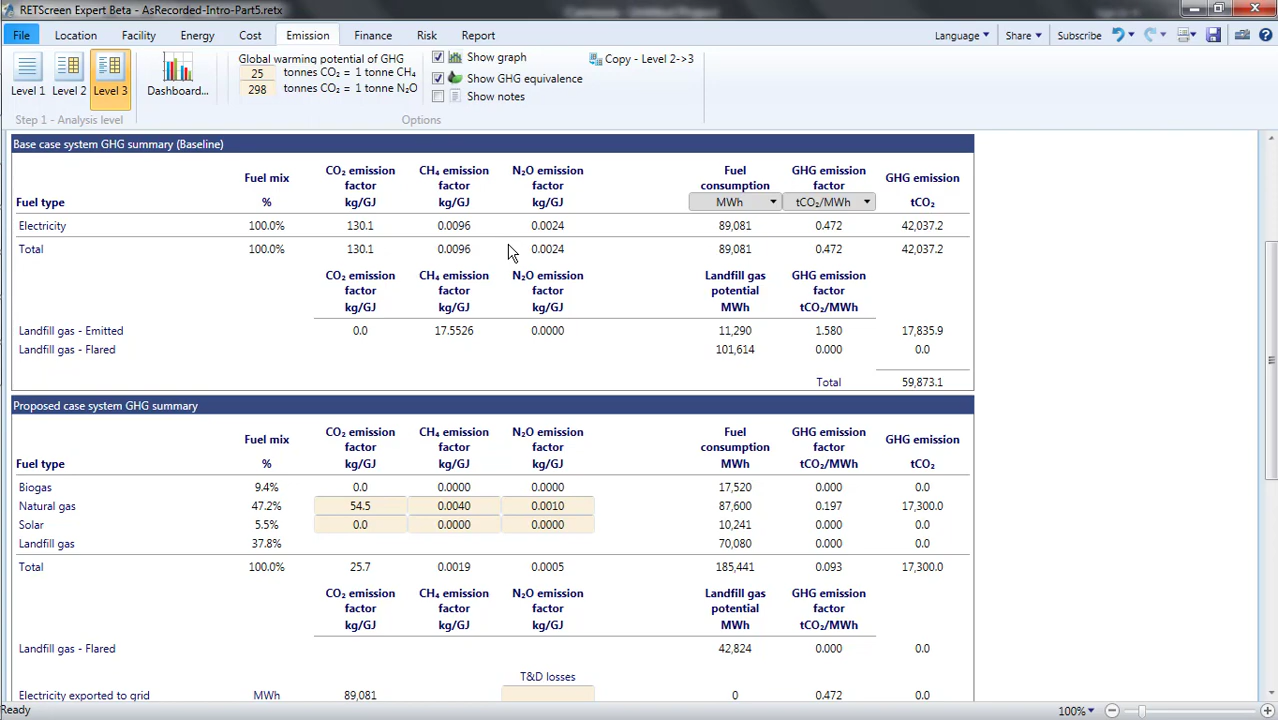 RETScreen Expert Beta - AsRecorded-Intro-Part5.retx
File Location Facility Energy Cost Emission Finance Risk Report Language Share Subscribe
Level 1 Level 2 Level 3 Dashboard...
Global warming potential of GHG
25 tonnes CO₂ = 1 tonne CH₄
298 tonnes CO₂ = 1 tonne N₂O
Show graph
Show GHG equivalence
Show notes
Copy - Level 2->3
Step 1 - Analysis level Options
Base case system GHG summary (Baseline)
Fuel type Fuel mix % CO₂ emission factor kg/GJ CH₄ emission factor kg/GJ N₂O emission factor kg/GJ Fuel consumption MWh GHG emission factor tCO₂/MWh GHG emission tCO₂
Electricity 100.0% 130.1 0.0096 0.0024 89,081 0.472 42,037.2
Total 100.0% 130.1 0.0096 0.0024 89,081 0.472 42,037.2
CO₂ emission factor kg/GJ CH₄ emission factor kg/GJ N₂O emission factor kg/GJ Landfill gas potential MWh GHG emission factor tCO₂/MWh
Landfill gas - Emitted 0.0 17.5526 0.0000 11,290 1.580 17,835.9
Landfill gas - Flared 101,614 0.000 0.0
Total 59,873.1
Proposed case system GHG summary
Fuel type Fuel mix % CO₂ emission factor kg/GJ CH₄ emission factor kg/GJ N₂O emission factor kg/GJ Fuel consumption MWh GHG emission factor tCO₂/MWh GHG emission tCO₂
Biogas 9.4% 0.0 0.0000 0.0000 17,520 0.000 0.0
Natural gas 47.2% 54.5 0.0040 0.0010 87,600 0.197 17,300.0
Solar 5.5% 0.0 0.0000 0.0000 10,241 0.000 0.0
Landfill gas 37.8% 70,080 0.000 0.0
Total 100.0% 25.7 0.0019 0.0005 185,441 0.093 17,300.0
CO₂ emission factor kg/GJ CH₄ emission factor kg/GJ N₂O emission factor kg/GJ Landfill gas potential MWh GHG emission factor tCO₂/MWh
Landfill gas - Flared 42,824 0.000 0.0
T&D losses
Electricity exported to grid MWh 89,081 0 0.472 0.0
Ready 100%